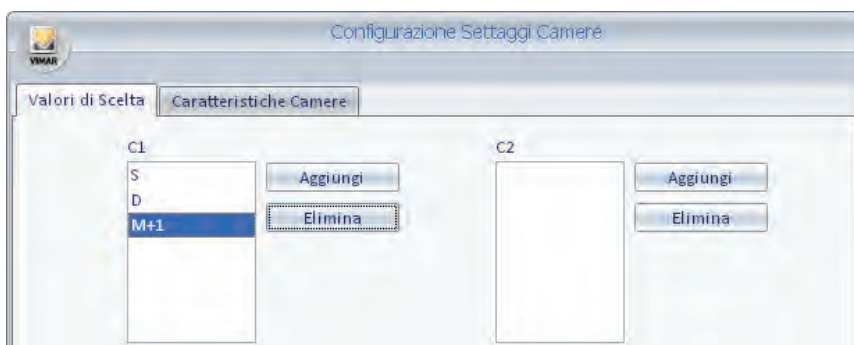 Configurazione Settaggi Camere
VIMAR
Valori di Scelta
Caratteristiche Camere
C1
C2
S
Aggiungi
Aggiungi
D
M+1
Elimina
Elimina